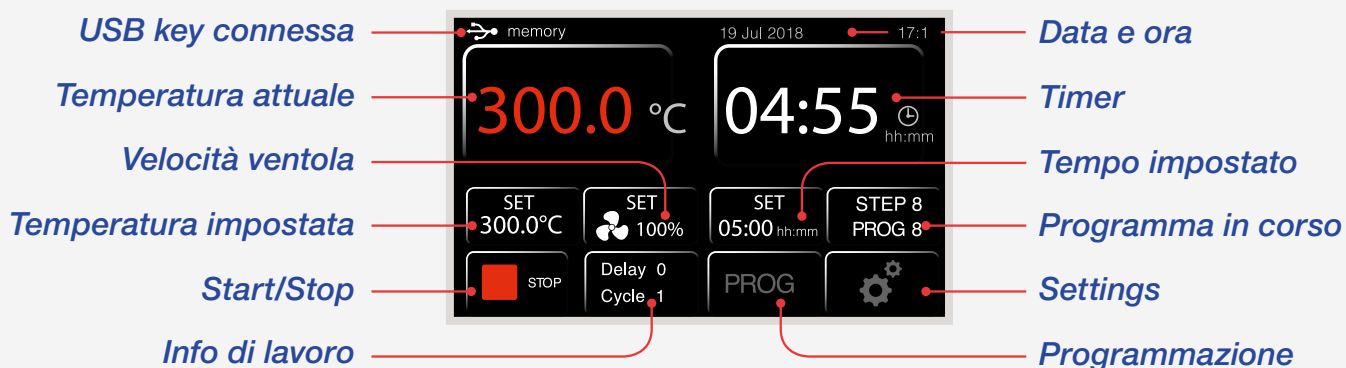 USB key connessa
memory
19 Jul 2018 17:1
Data e ora
Temperatura attuale
300.0 °C
04:55
hh:mm
Timer
Velocità ventola
Tempo impostato
Temperatura impostata
SET
300.0°C
SET
100%
SET
05:00 hh:mm
STEP 8
PROG 8
Programma in corso
Start/Stop
STOP
Delay 0
Cycle 1
PROG
Settings
Info di lavoro
Programmazione